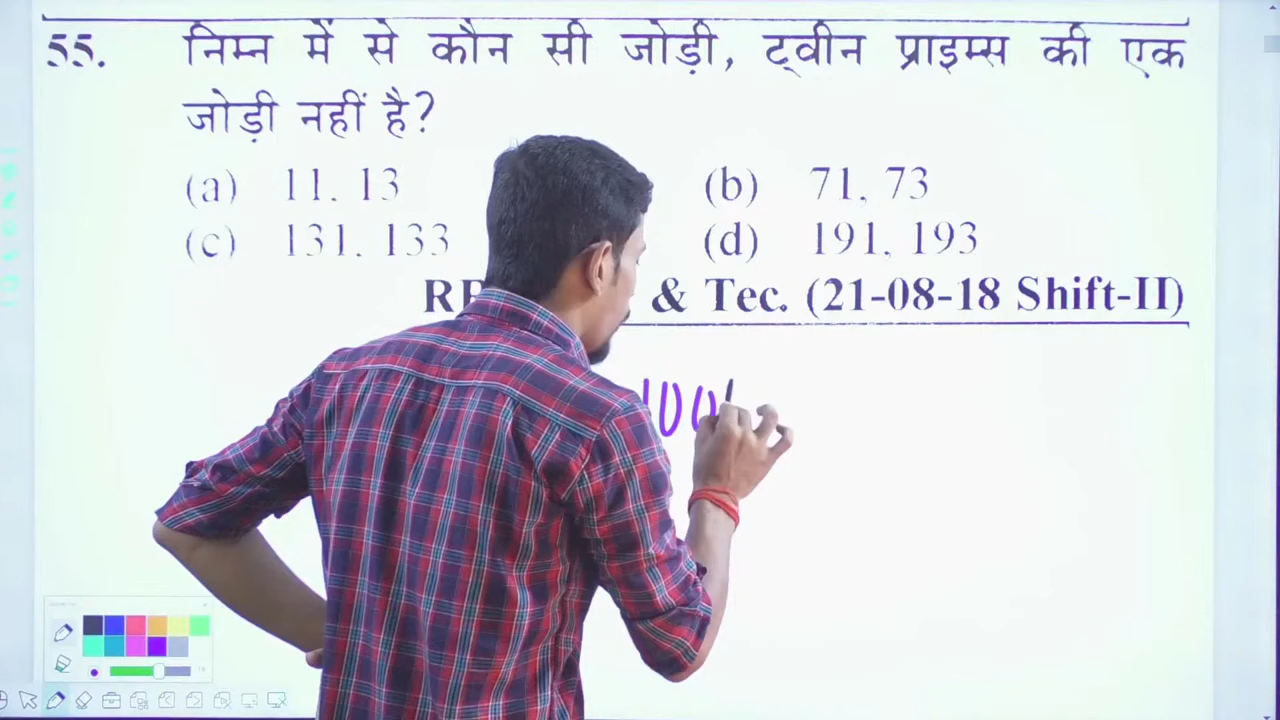 55. निम्न में से कौन सी जोड़ी, ट्वीन प्राइम्स की एक
जोड़ी नहीं है?
(a) 11, 13 (b) 71, 73
(c) 131, 133 (d) 191, 193
& Tec. (21-08-18 Shift-II)